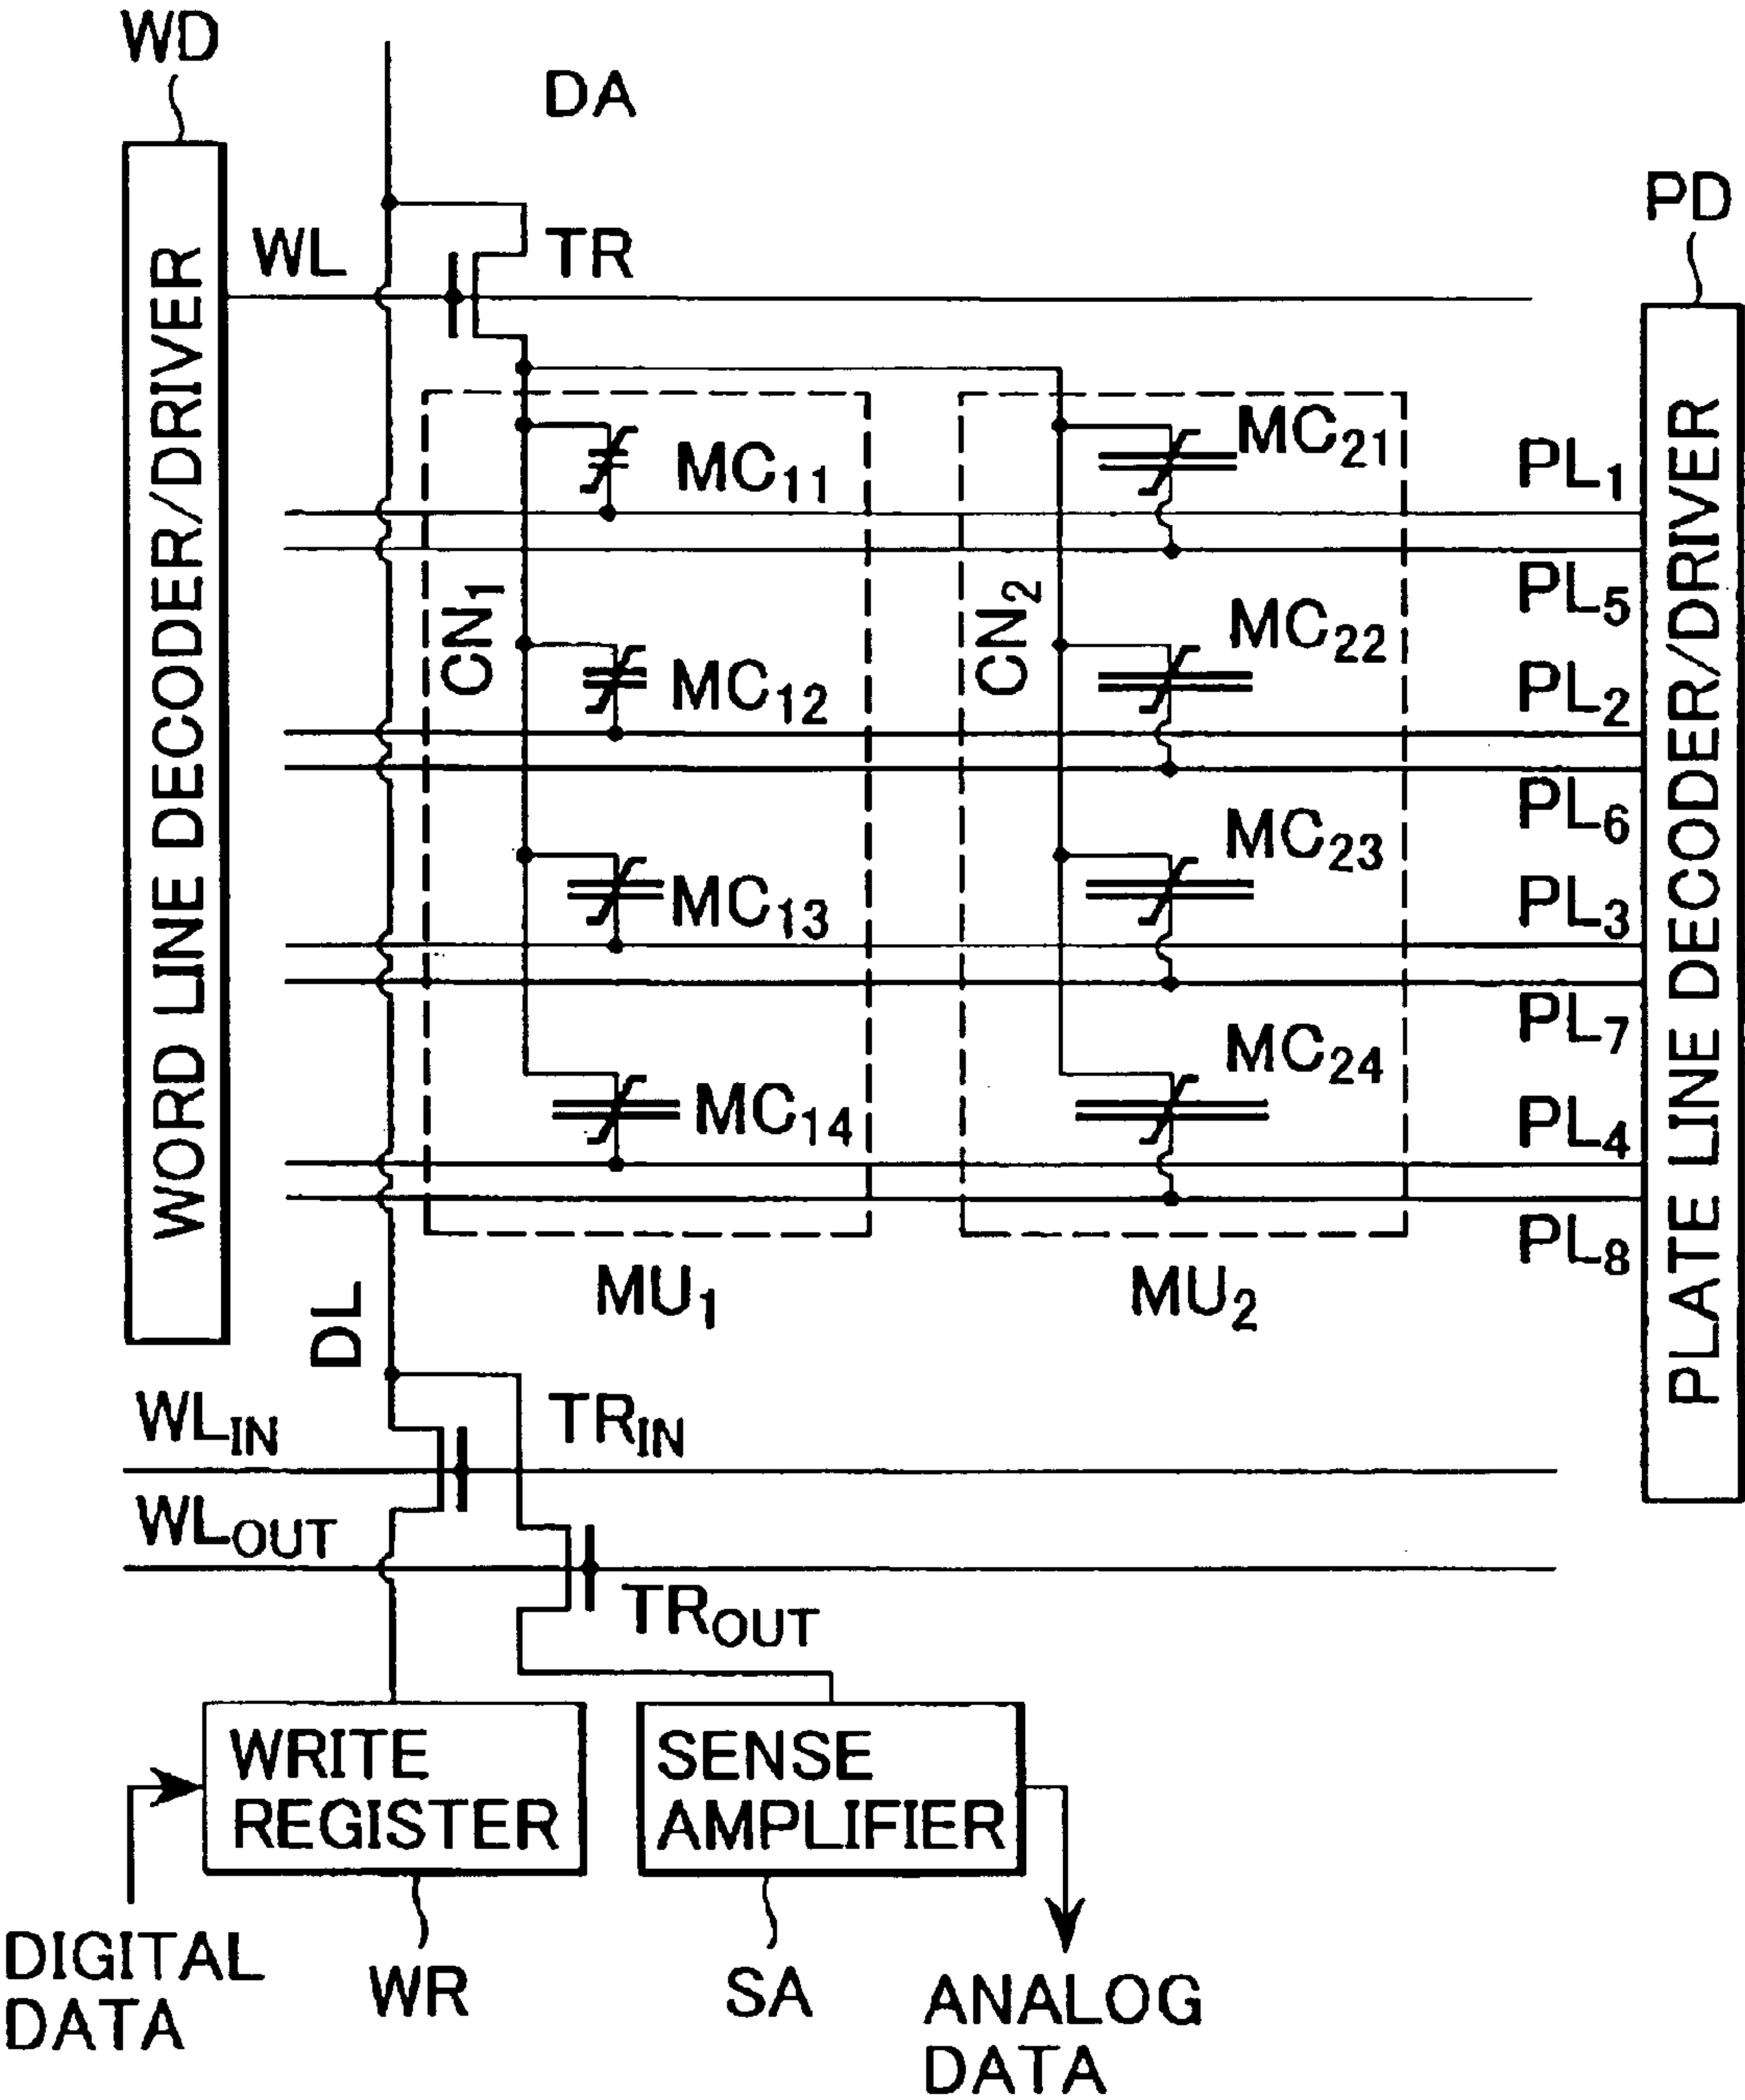 WD
DA
PD
WL
TR
WORD LINE DECODER/DRIVER
PLATE LINE DECODER/DRIVER
MC11
MC21
PL1
CN1
CN2
PL5
MC12
MC22
PL2
PL6
MC13
MC23
PL3
PL7
MC14
MC24
PL4
PL8
MU1
MU2
DL
WLIN
TRIN
WLOUT
TROUT
WRITE
REGISTER
SENSE
AMPLIFIER
DIGITAL
DATA
WR
SA
ANALOG
DATA